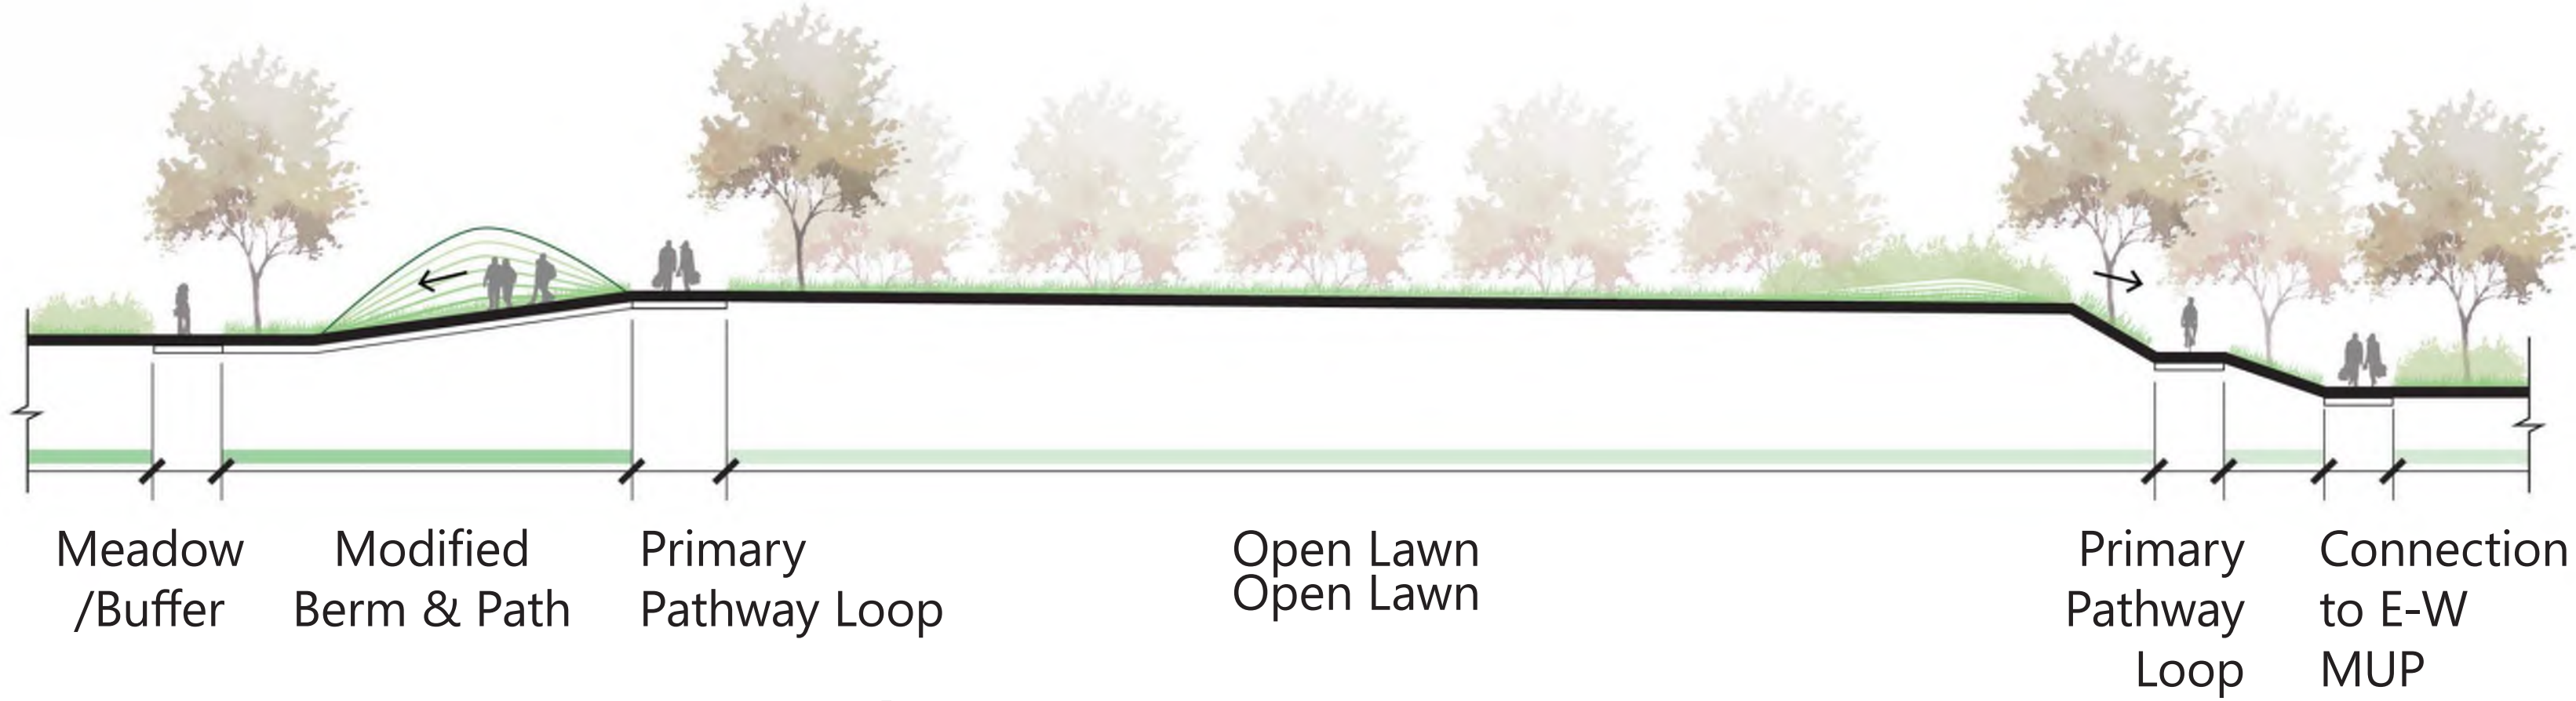 Meadow
/Buffer
Modified
Berm & Path
Primary
Pathway Loop
Open Lawn
Open Lawn
Primary
Pathway
Loop
Connection
to E-W
MUP